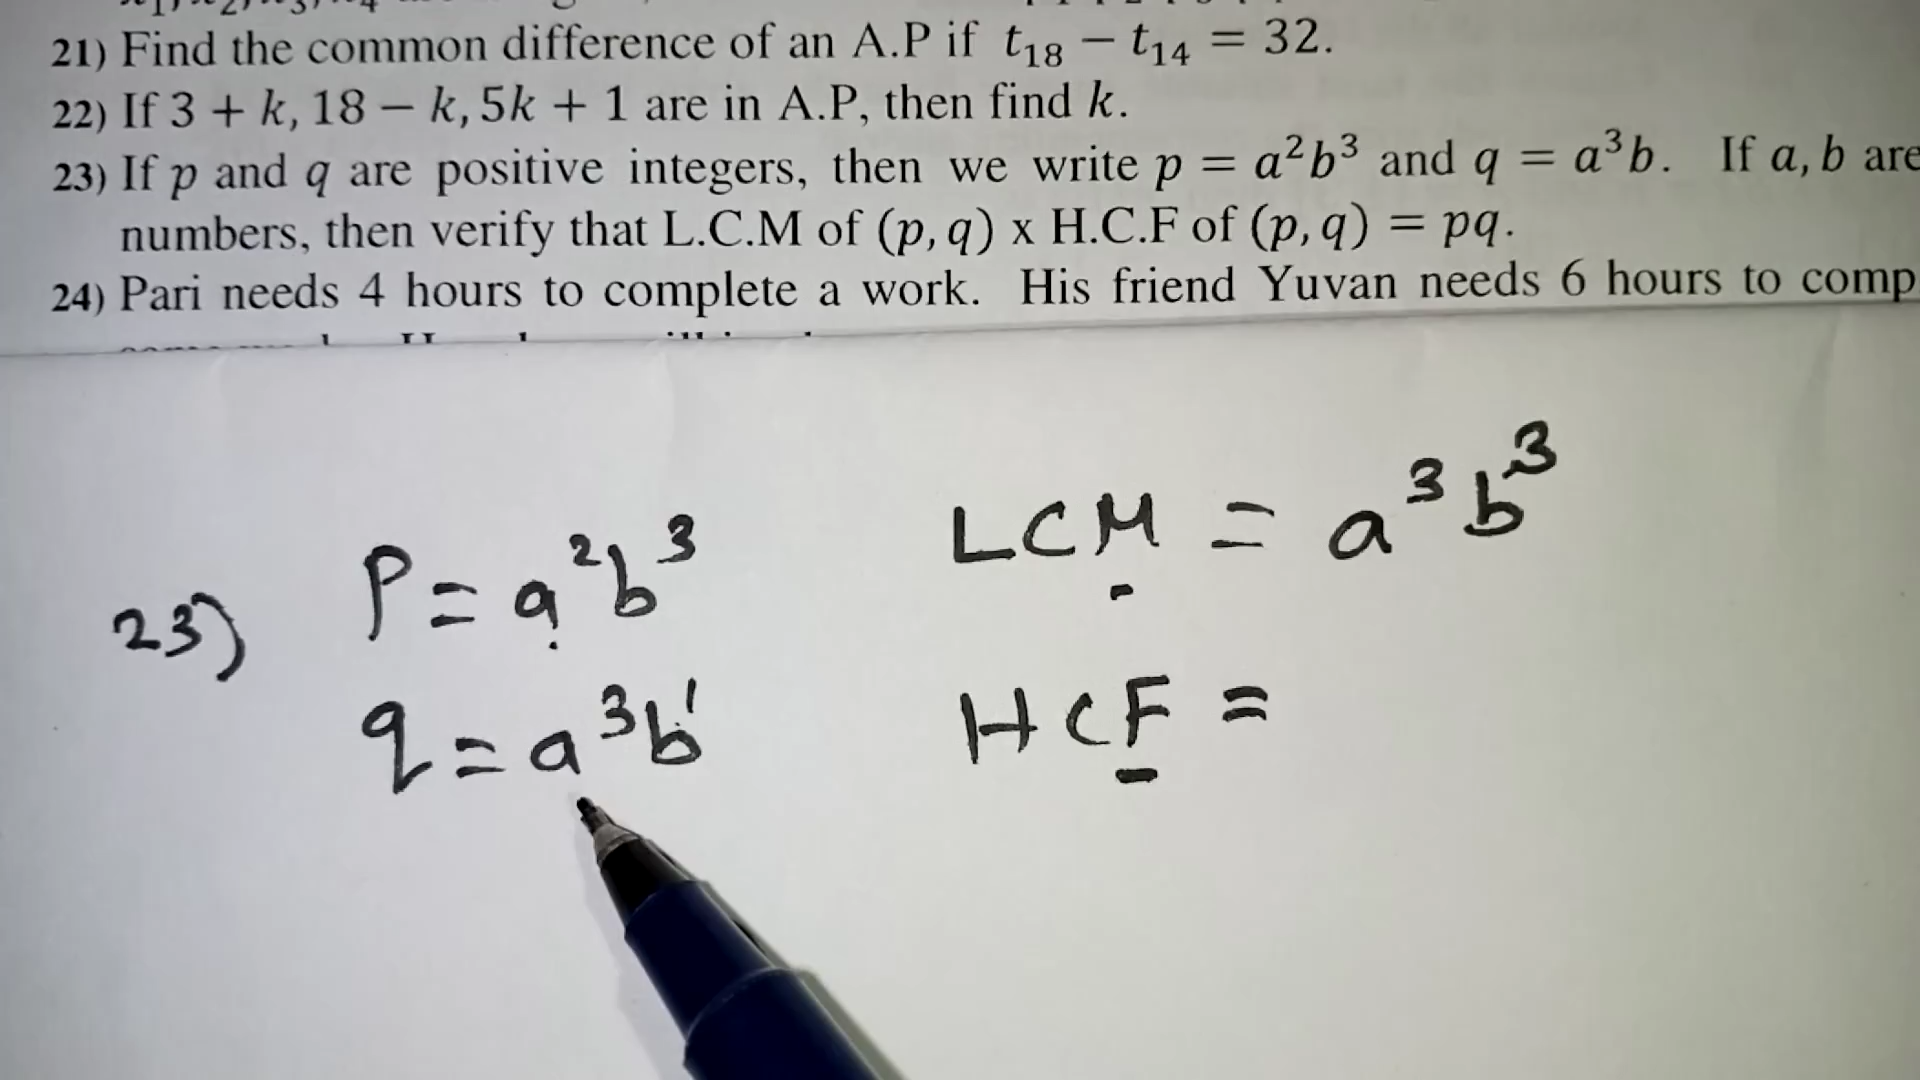 21) Find the common difference of an A.P if t₁₈ − t₁₄ = 32.
22) If 3 + k, 18 − k, 5k + 1 are in A.P, then find k.
23) If p and q are positive integers, then we write p = a²b³ and q = a³b. If a, b are
numbers, then verify that L.C.M of (p, q) x H.C.F of (p, q) = pq.
24) Pari needs 4 hours to complete a work. His friend Yuvan needs 6 hours to comp
LCM = a³b³
23) P = a²b³
q = a³b¹
HCF =